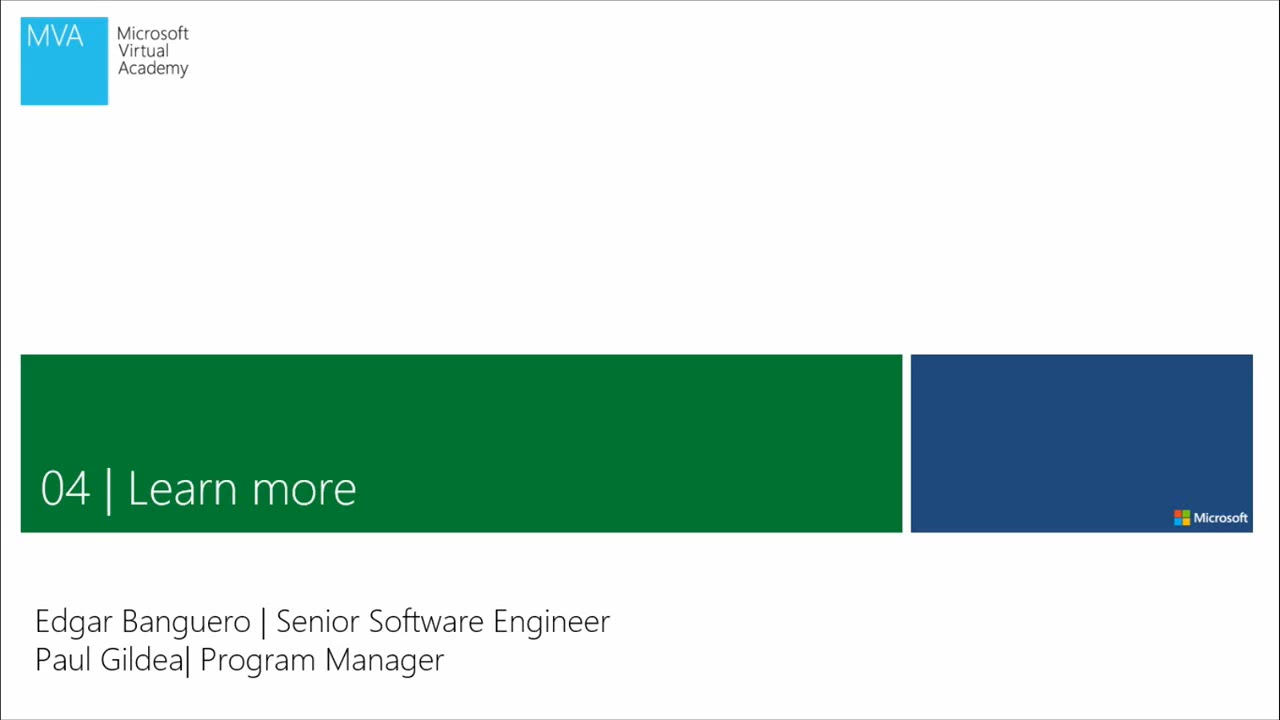 MVA
Microsoft
Virtual
Academy
04 | Learn more
Microsoft
Edgar Banguero | Senior Software Engineer
Paul Gildea| Program Manager